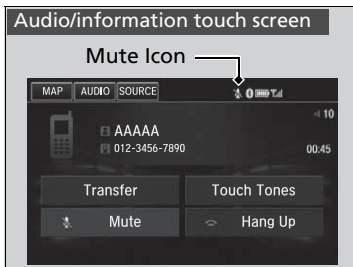 Audio/information touch screen
Mute Icon
MAP AUDIO SOURCE
10
AAAAA
012-3456-7890 00:45
Transfer Touch Tones
Mute Hang Up